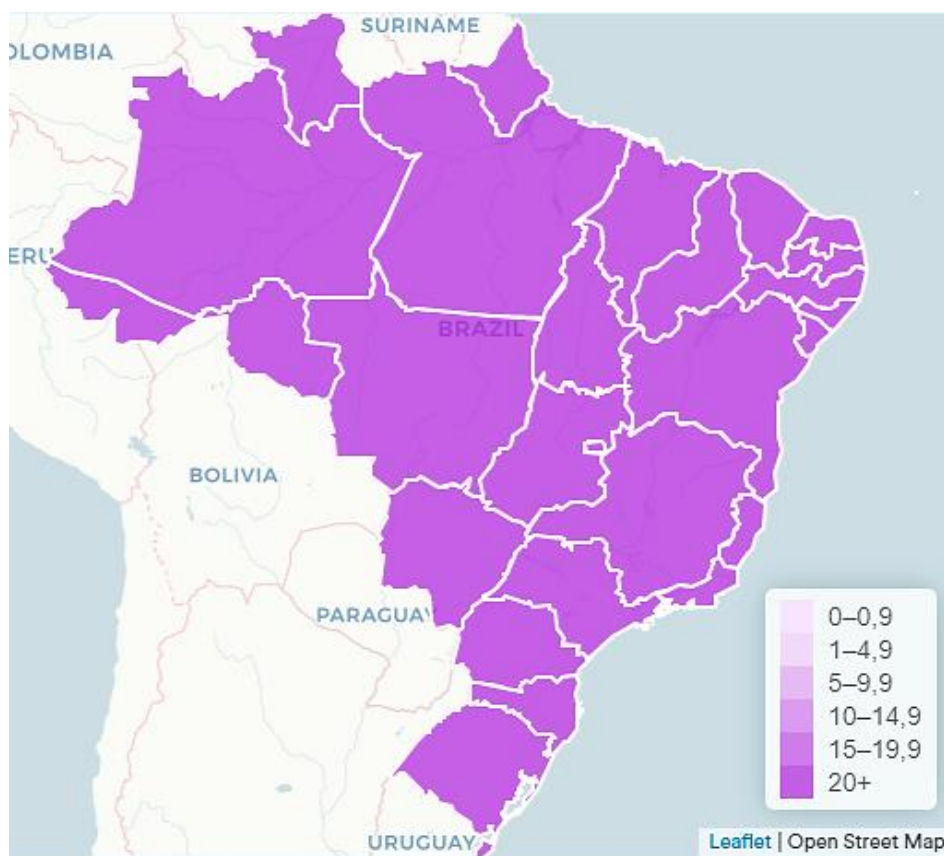 SURINAME
OLOMBIA
ERU
BRAZIL
BOLIVIA
PARAGUAY
0–0,9
1–4,9
5–9,9
10–14,9
15–19,9
20+
URUGUAY
Leaflet | Open Street Map